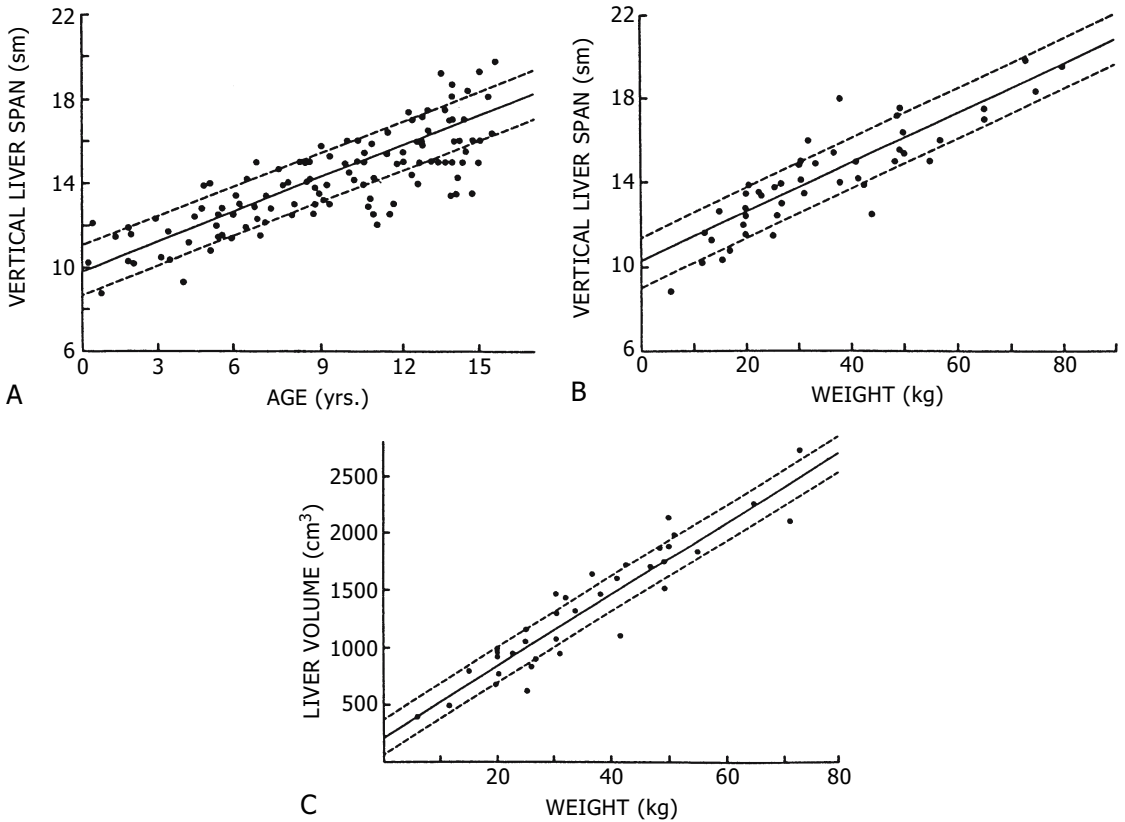 VERTICAL LIVER SPAN (sm)
22
18
14
10
6
0 3 6 9 12 15
AGE (yrs.)
A
VERTICAL LIVER SPAN (sm)
22
18
14
10
6
0 20 40 60 80
WEIGHT (kg)
B
LIVER VOLUME (cm³)
2500
2000
1500
1000
500
20 40 60 80
WEIGHT (kg)
C